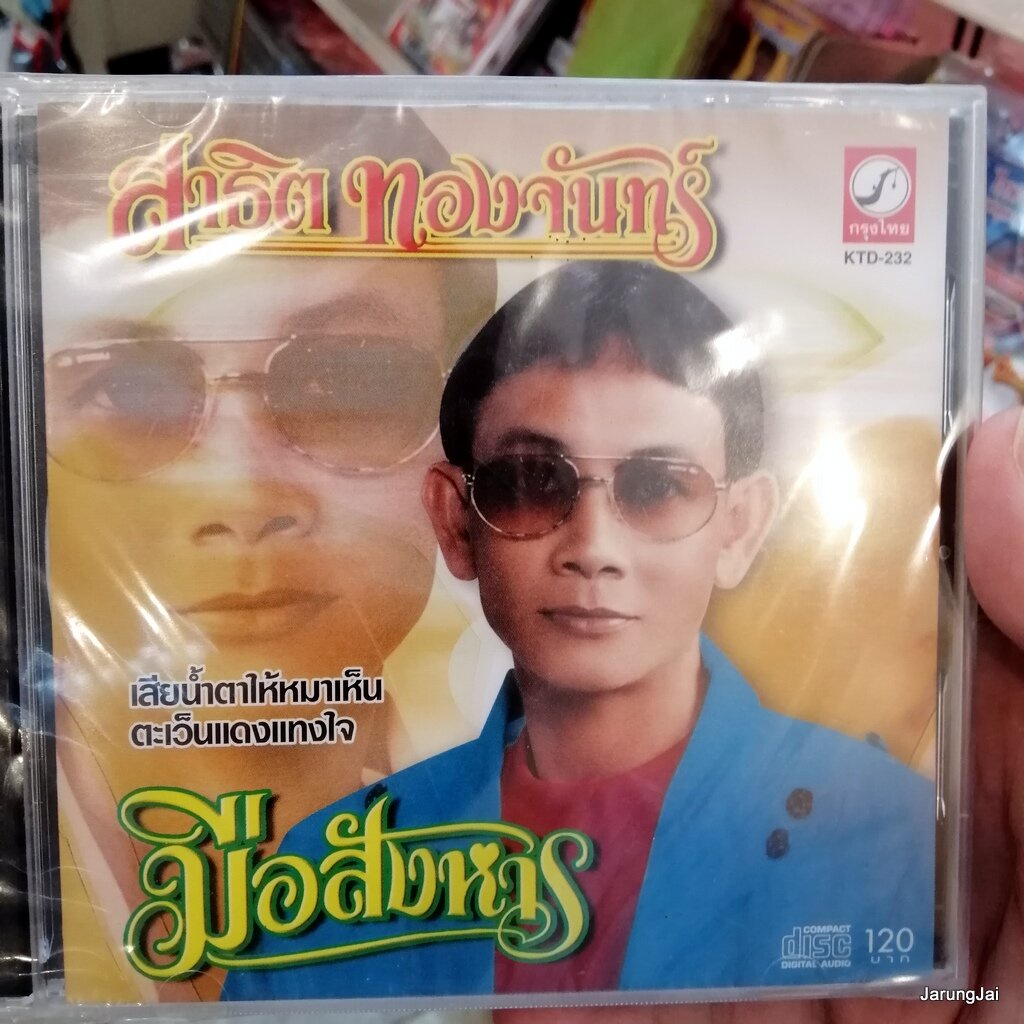 สาธิต ทองจันทร์
กรุงไทย
KTD-232
เสียน้ำตาให้หมาเห็น
ตะเว็นแดงแทงใจ
มือสังหาร
COMPACT
disc
DIGITAL AUDIO
120
บาท
JarungJai